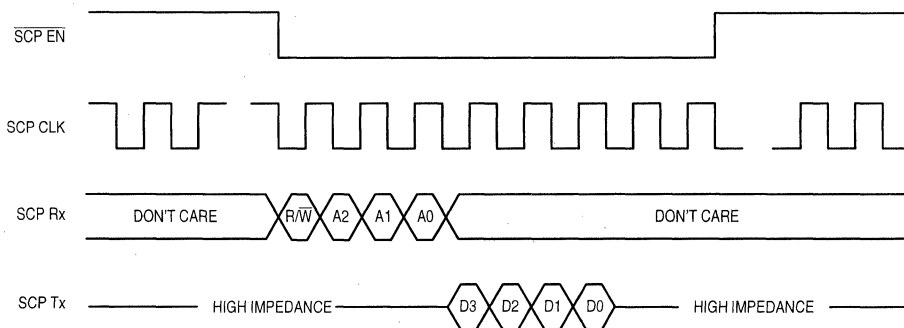 SCP EN
SCP CLK
SCP Rx DON'T CARE R/W A2 A1 A0 DON'T CARE
SCP Tx HIGH IMPEDANCE D3 D2 D1 D0 HIGH IMPEDANCE